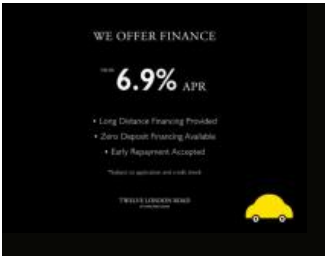 WE OFFER FINANCE
FROM 6.9% APR
• Long Distance Financing Provided
• Zero Deposit Financing Available
• Early Repayment Accepted
*Subject to application and credit check
TWELVE LONDON ROAD